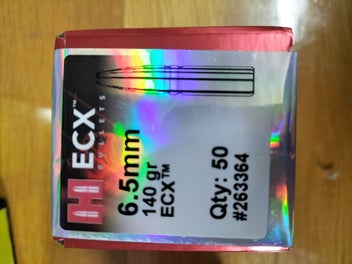 ECX™
BULLETS
6.5mm
140 gr
ECX™
Qty: 50
#263364